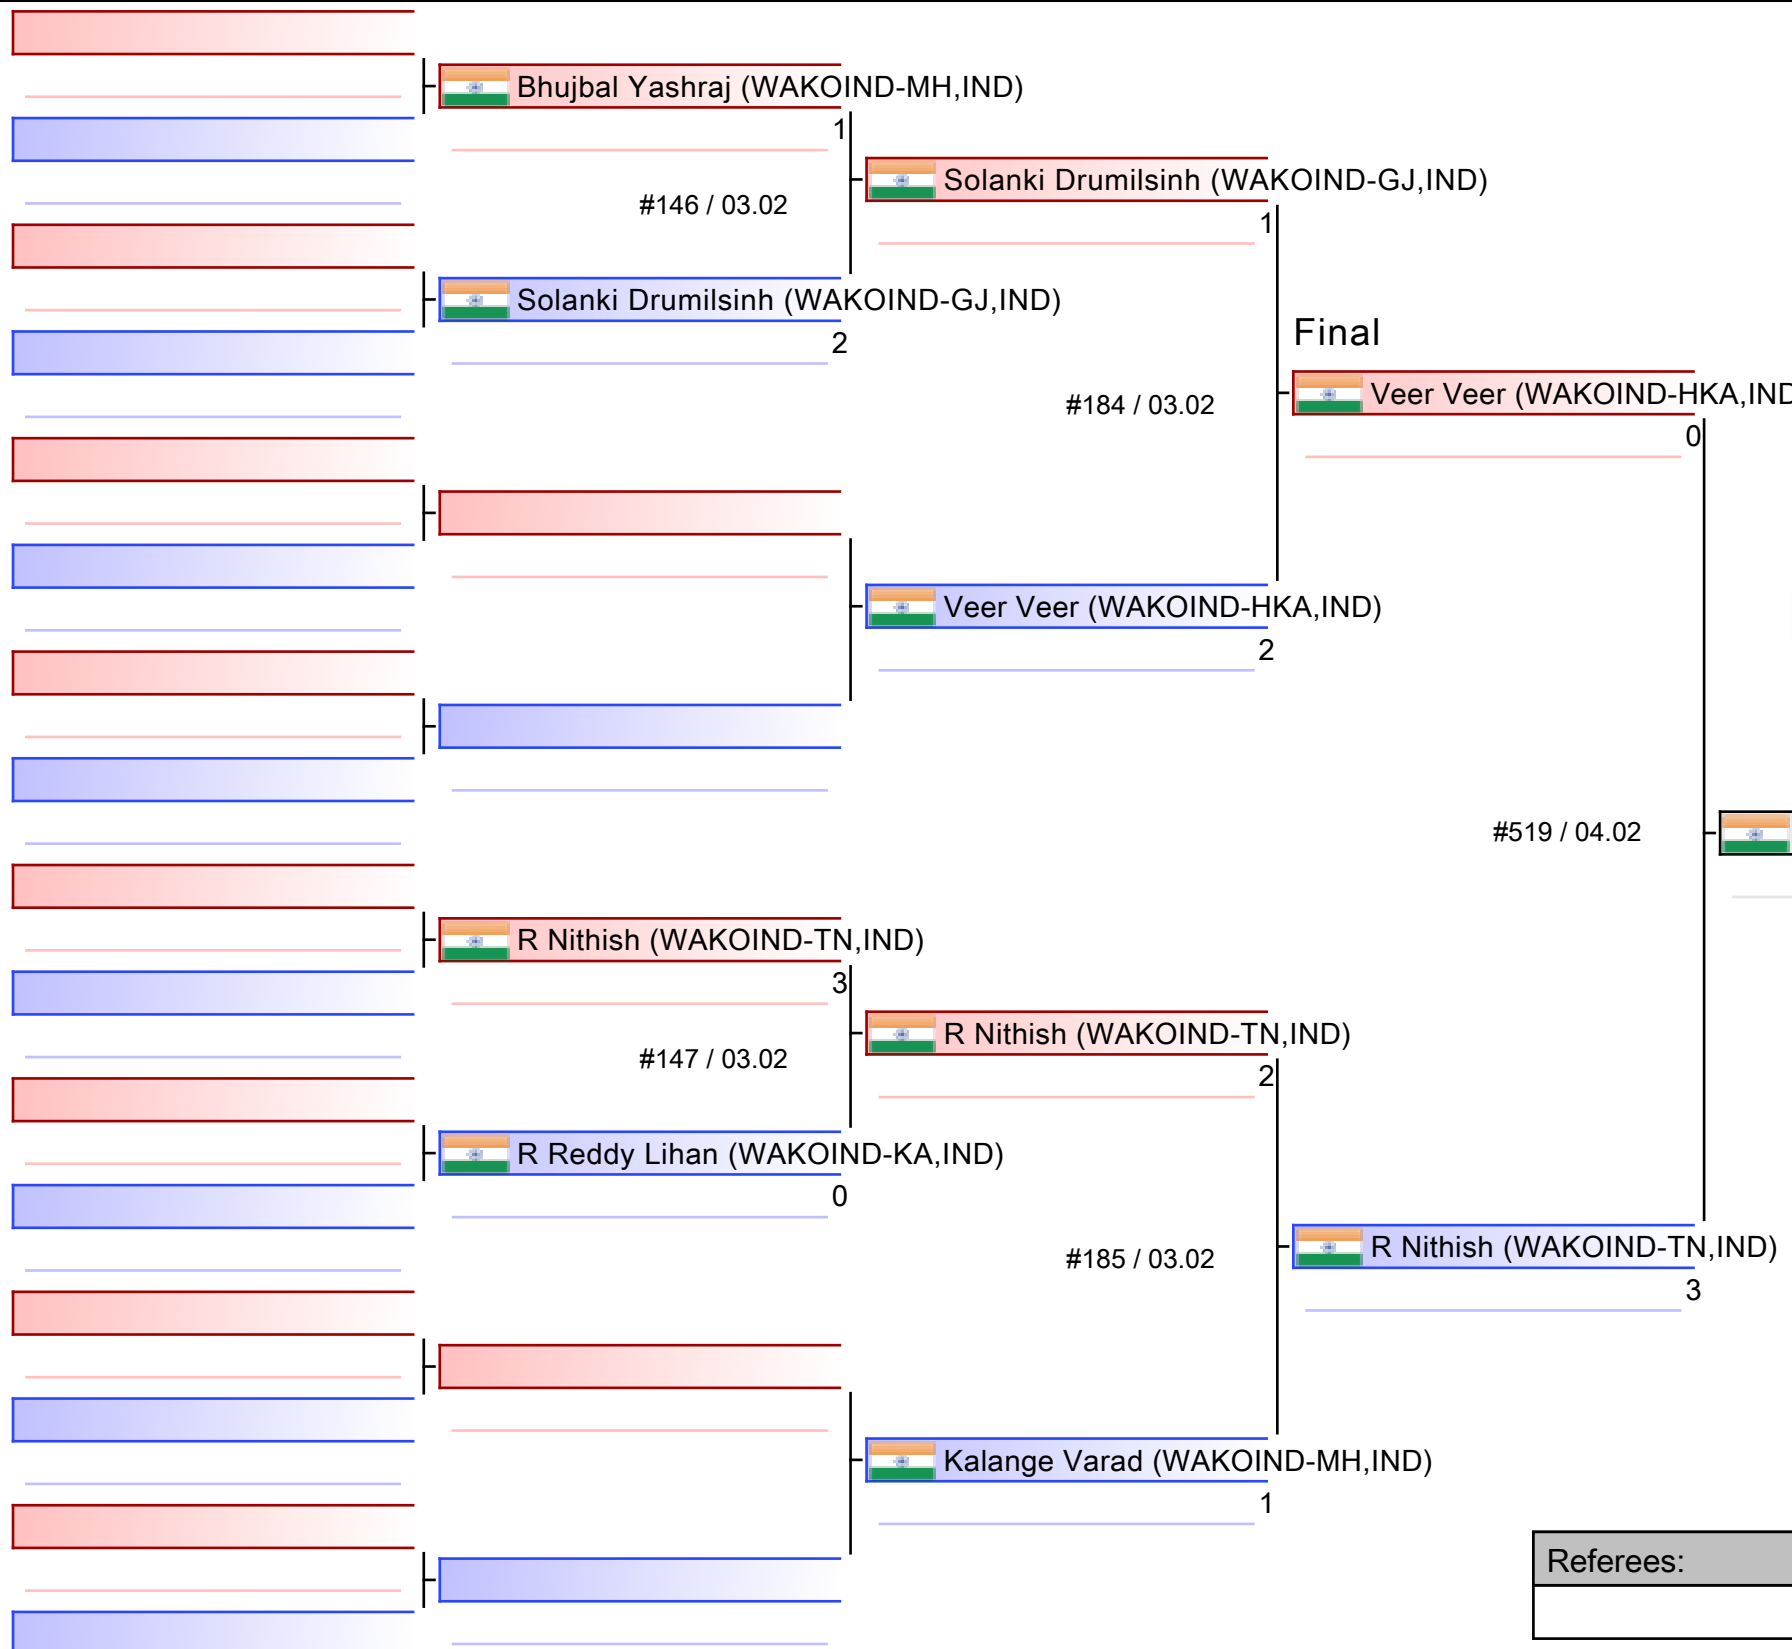 Bhujbal Yashraj (WAKOIND-MH,IND)
1
Solanki Drumilsinh (WAKOIND-GJ,IND)
#146 / 03.02
1
Solanki Drumilsinh (WAKOIND-GJ,IND)
Final
2
Veer Veer (WAKOIND-HKA,IND
#184 / 03.02
0
Veer Veer (WAKOIND-HKA,IND)
2
#519 / 04.02
R Nithish (WAKOIND-TN,IND)
3
R Nithish (WAKOIND-TN,IND)
#147 / 03.02
2
R Reddy Lihan (WAKOIND-KA,IND)
0
R Nithish (WAKOIND-TN,IND)
#185 / 03.02
3
Kalange Varad (WAKOIND-MH,IND)
1
Referees: